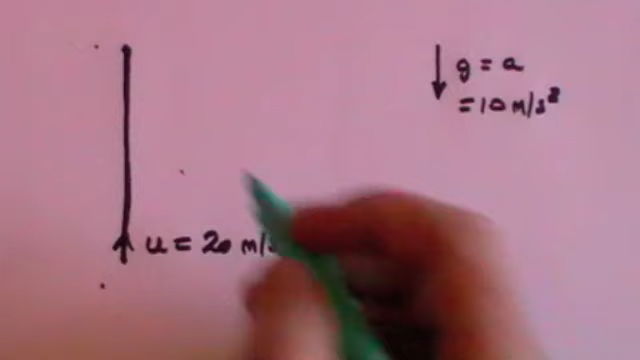 g = a
= 10 m/s²
u = 20 m/s